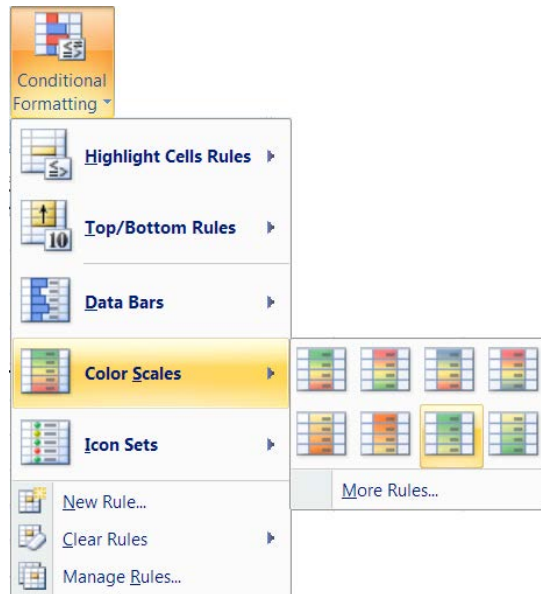 Conditional
Formatting
Highlight Cells Rules
10
Top/Bottom Rules
Data Bars
Color Scales
Icon Sets
More Rules...
New Rule...
Clear Rules
Manage Rules...